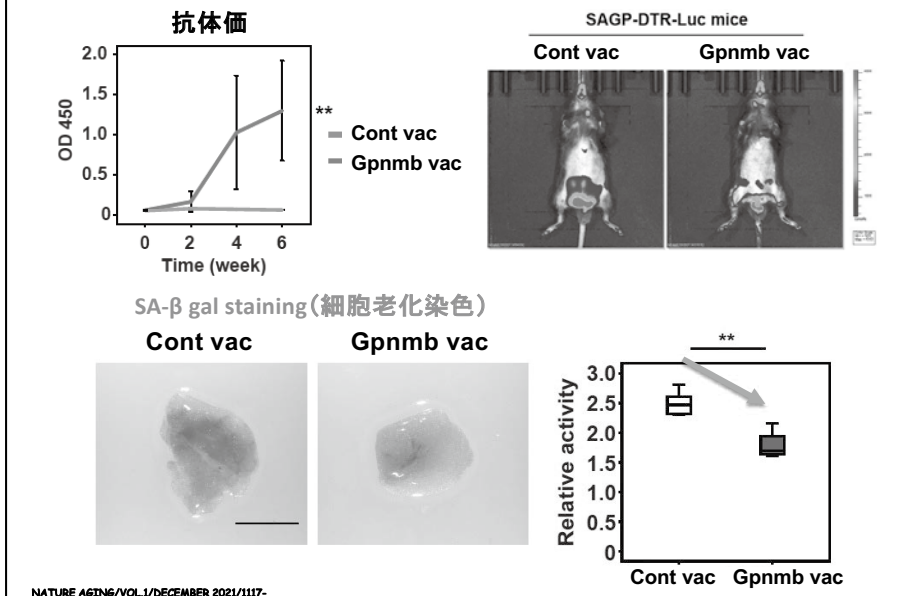 抗体価
2.0
1.5
1.0
0.5
0
OD 450
0 2 4 6
Time (week)
**
Cont vac
Gpnmb vac
SAGP-DTR-Luc mice
Cont vac Gpnmb vac
SA-β gal staining(細胞老化染色)
Cont vac Gpnmb vac
**
3.0
2.5
2.0
1.5
1.0
0.5
0
Relative activity
Cont vac Gpnmb vac
NATURE AGING/VOL.1/DECEMBER 2021/1117-